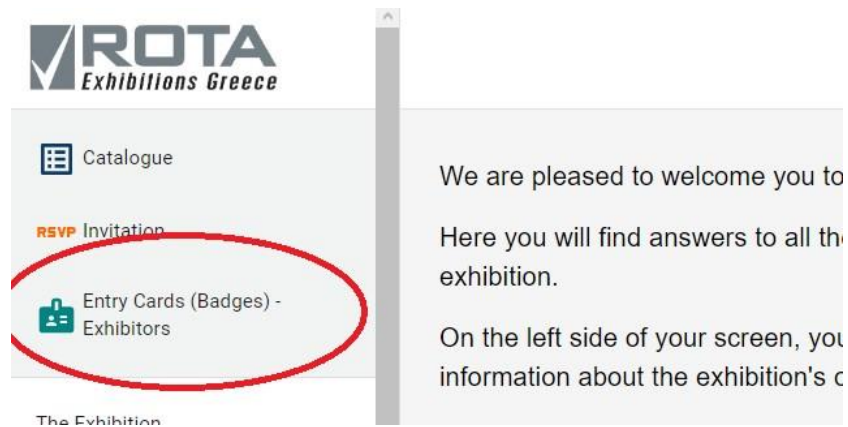 ROTA
Exhibitions Greece
Catalogue
RSVP Invitation
Entry Cards (Badges) -
Exhibitors
The Exhibition
We are pleased to welcome you to
Here you will find answers to all the
exhibition.
On the left side of your screen, you
information about the exhibition's